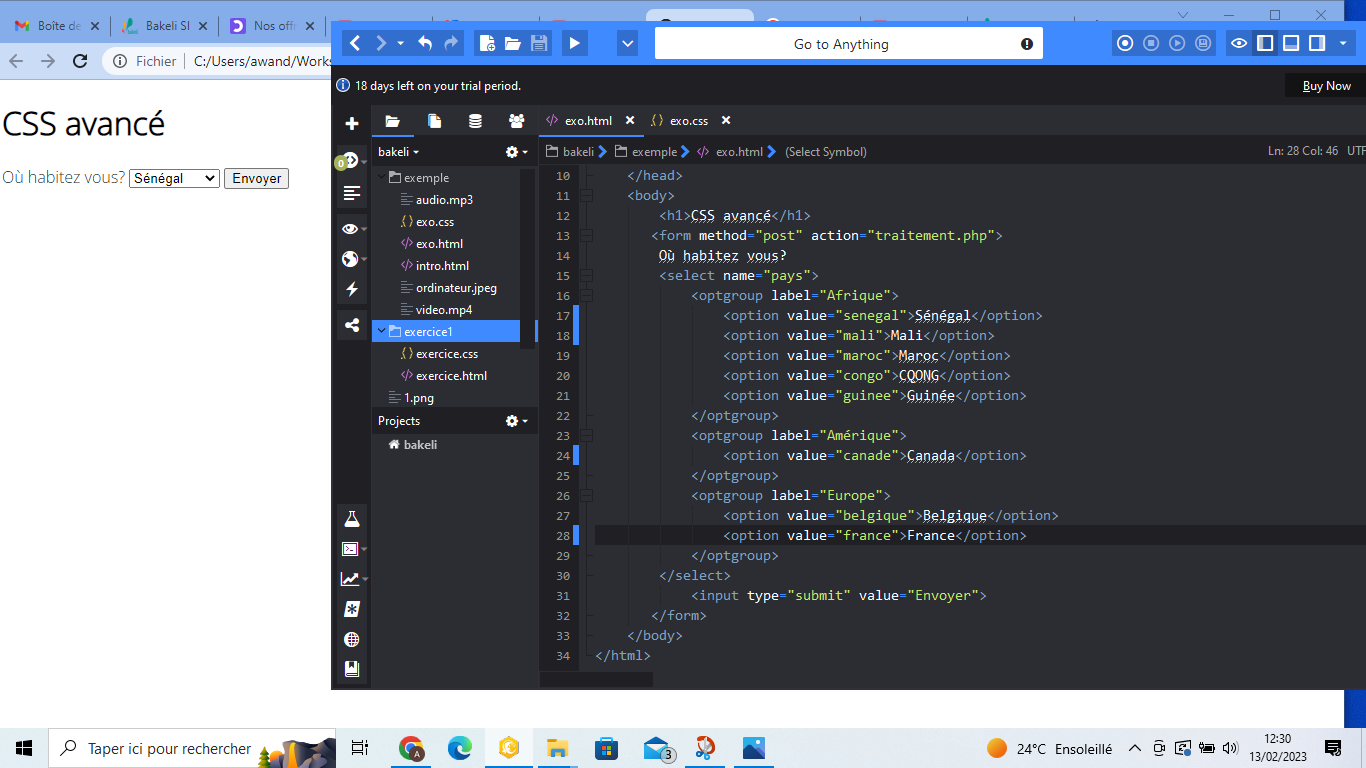 Boîte de
Bakeli Sl
Nos off
Fichier
C:/Users/awand/Works
CSS avancé
Où habitez vous? Sénégal Envoyer
Go to Anything
18 days left on your trial period.
Buy Now
exo.html
exo.css
bakeli
bakeli exemple exo.html (Select Symbol)
Ln: 28 Col: 46 UTF
0
exemple
audio.mp3
exo.css
exo.html
intro.html
ordinateur.jpeg
video.mp4
exercice1
exercice.css
exercice.html
1.png
Projects
bakeli
10 </head>
11 <body>
12 <h1>CSS avancé</h1>
13 <form method="post" action="traitement.php">
14 Où habitez vous?
15 <select name="pays">
16 <optgroup label="Afrique">
17 <option value="senegal">Sénégal</option>
18 <option value="mali">Mali</option>
19 <option value="maroc">Maroc</option>
20 <option value="congo">CQONG</option>
21 <option value="guinee">Guinée</option>
22 </optgroup>
23 <optgroup label="Amérique">
24 <option value="canade">Canada</option>
25 </optgroup>
26 <optgroup label="Europe">
27 <option value="belgique">Belgique</option>
28 <option value="france">France</option>
29 </optgroup>
30 </select>
31 <input type="submit" value="Envoyer">
32 </form>
33 </body>
34 </html>
Taper ici pour rechercher
A
3
24°C Ensoleillé
12:30
13/02/2023